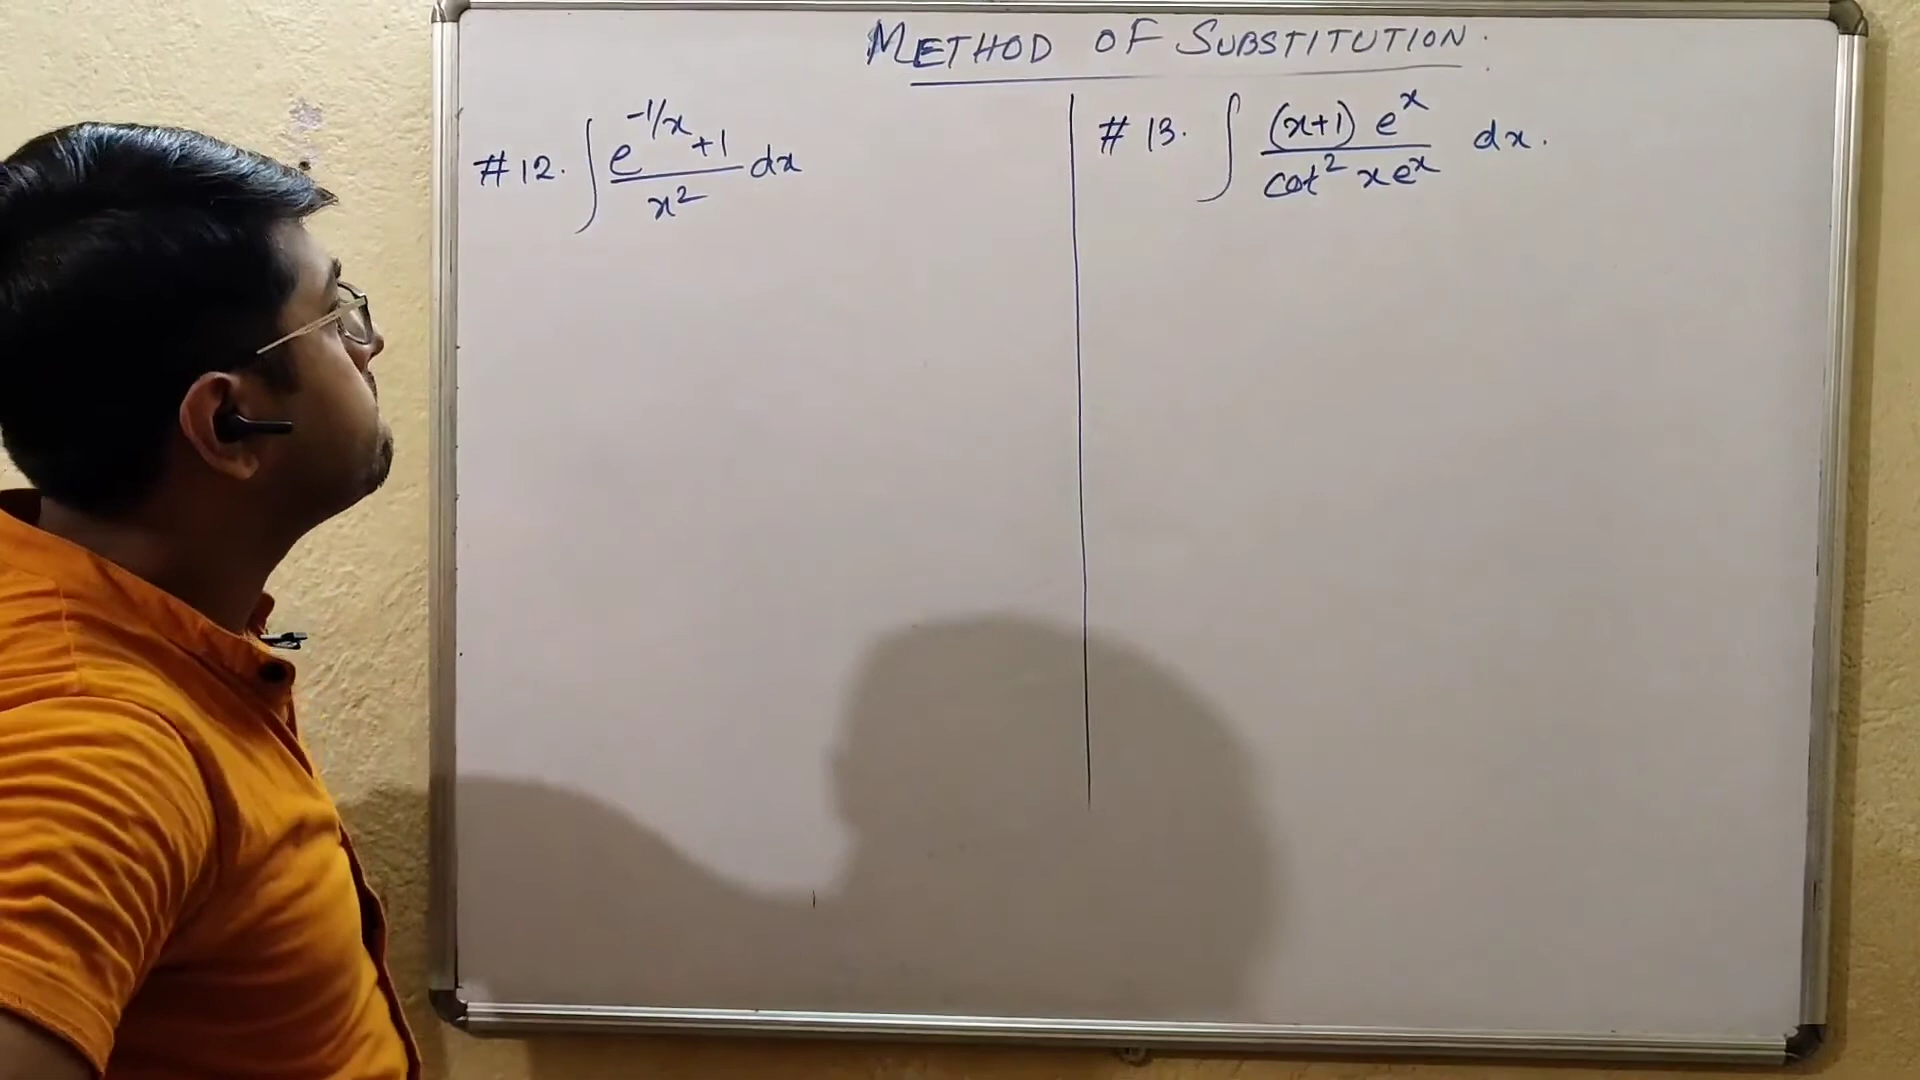 METHOD OF SUBSTITUTION.
#12. ∫ (e^{-1/x} + 1)/x² dx
#13. ∫ ((x+1) e^x)/(cot² x e^x) dx.